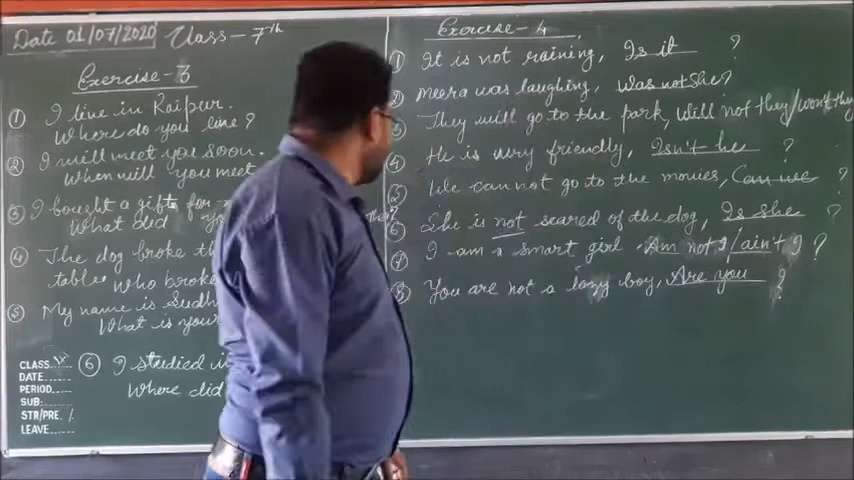 Date 01/07/2020 Class - 7th
Exercise - 3
① I live in Raipur.
Where do you live?
② I will meet you soon.
When will you meet
③ I bought a gift for
What did
④ The dog broke
table. Who broke
⑤ My name is
What is your
⑥ I studied
Where did
CLASS IX
DATE
PERIOD
SUB:
STR/PRE. /
LEAVE
Exercise - 4
① It is not raining, Is it ?
② Meera was laughing, was not She?
③ They will go to the park, Will not they/won't they
④ He is very friendly, Isn't he ?
⑤ We can not go to the movies, Can we ?
⑥ She is not scared of the dog, Is she ?
⑦ I am a smart girl. Am not I/ain't I ?
⑧ You are not a lazy boy, Are you ?